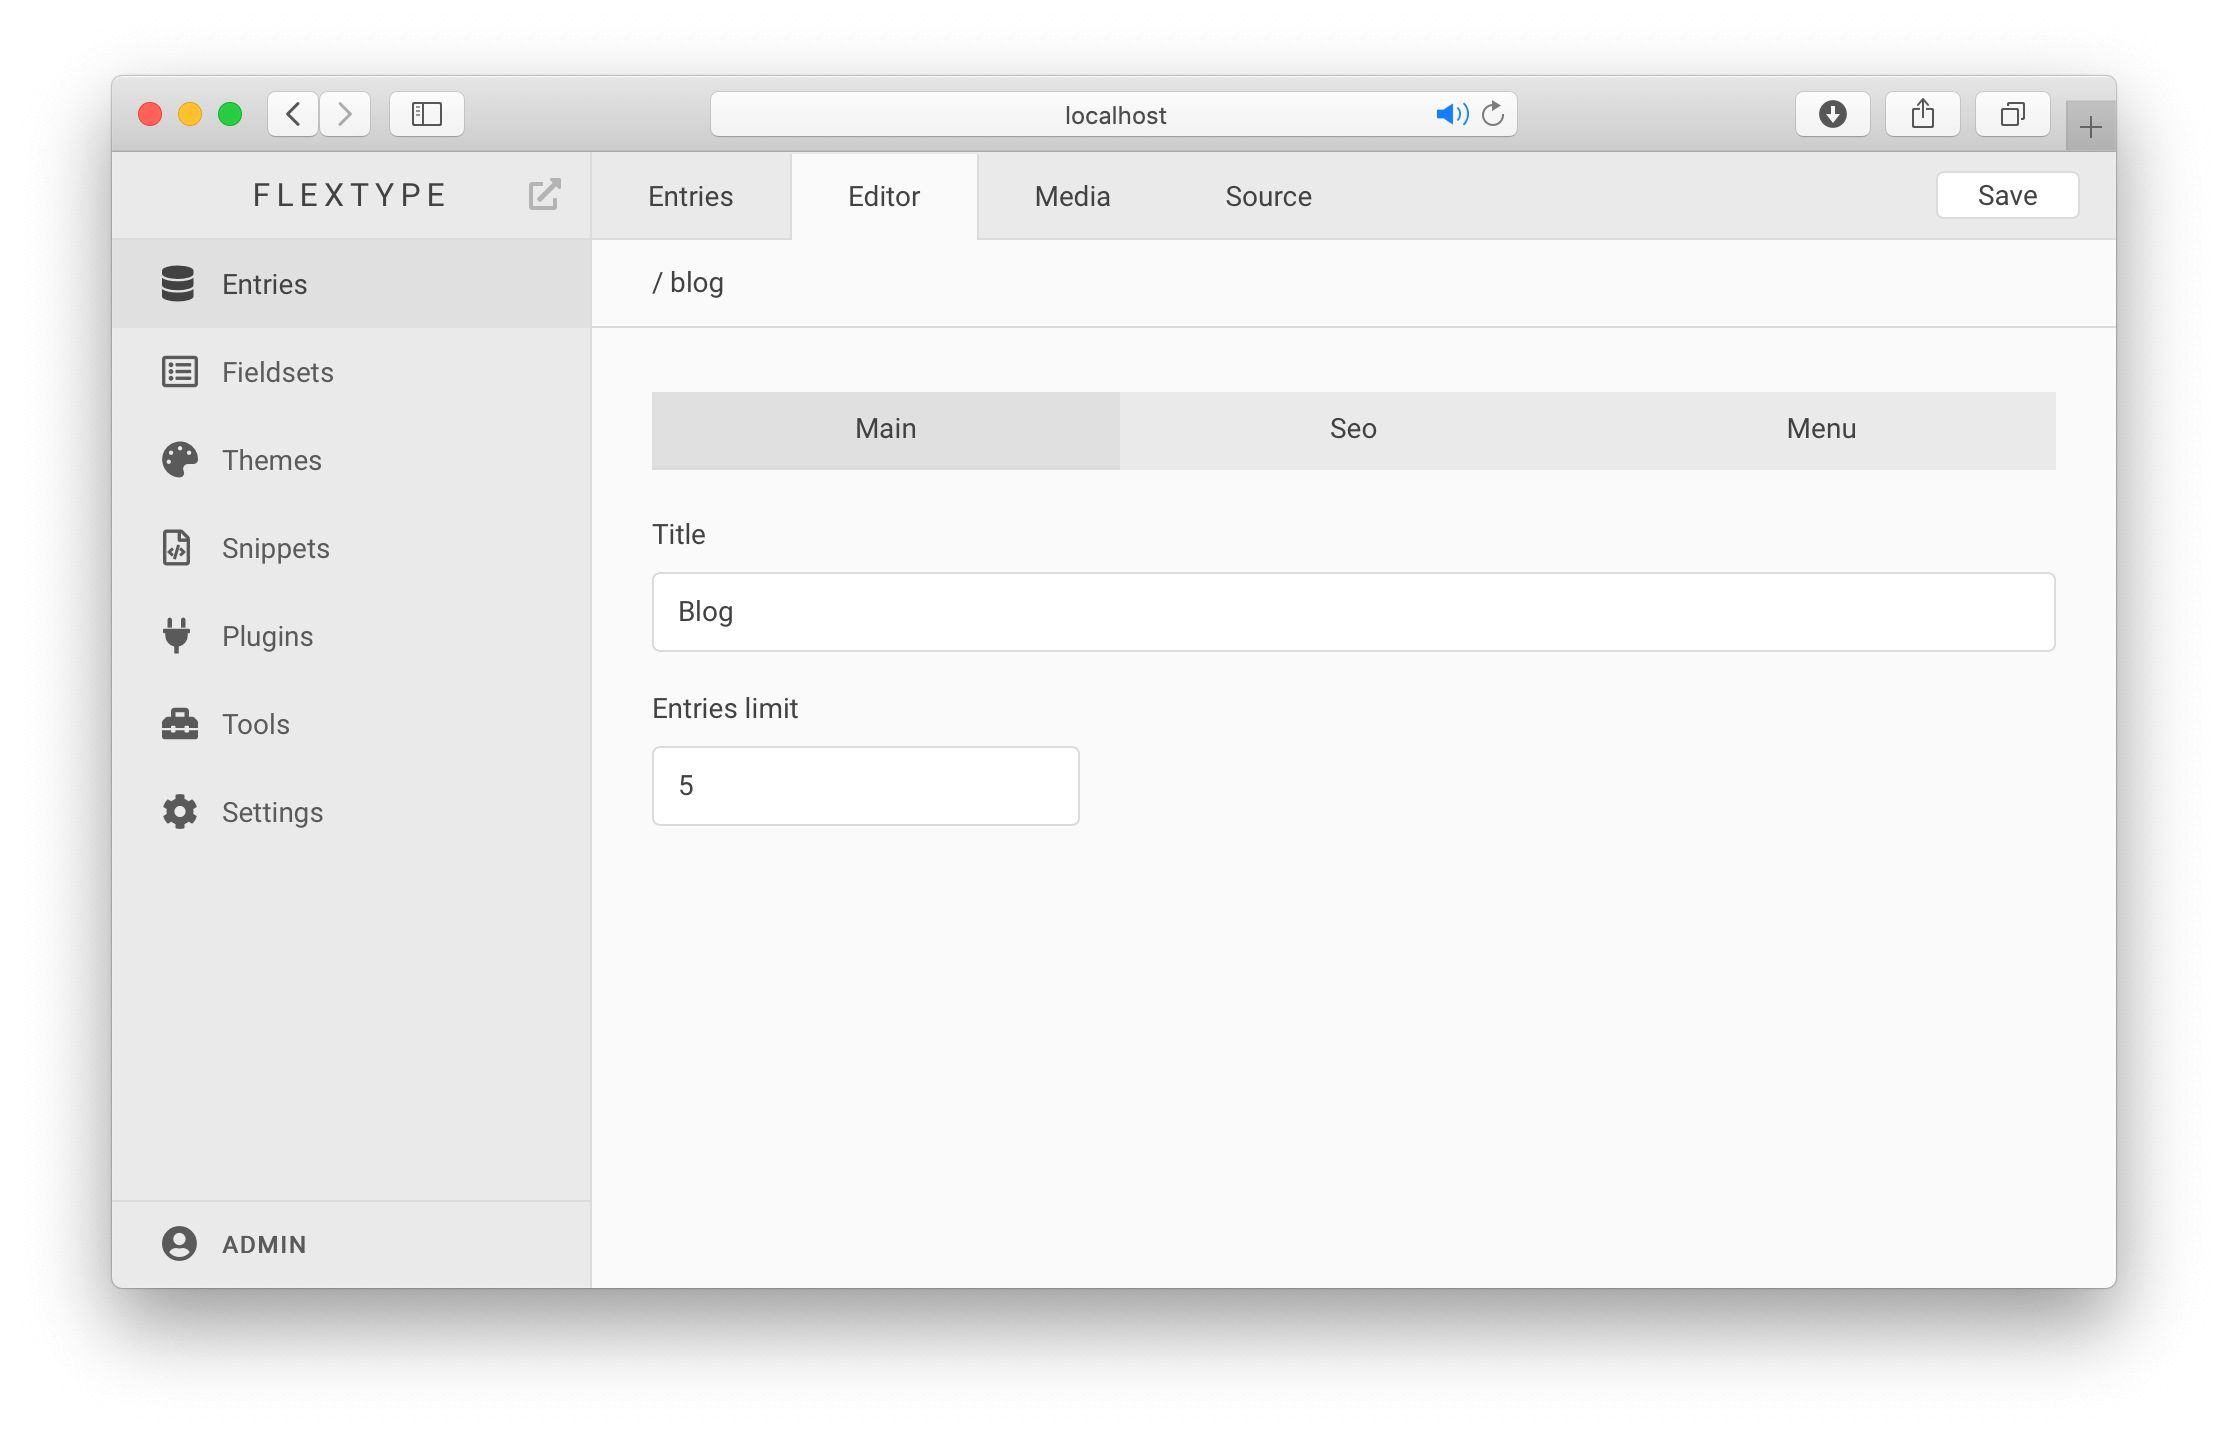 localhost
FLEXTYPE
Entries Editor Media Source Save
Entries
Fieldsets
Themes
Snippets
Plugins
Tools
Settings
ADMIN
/ blog
Main Seo Menu
Title
Blog
Entries limit
5